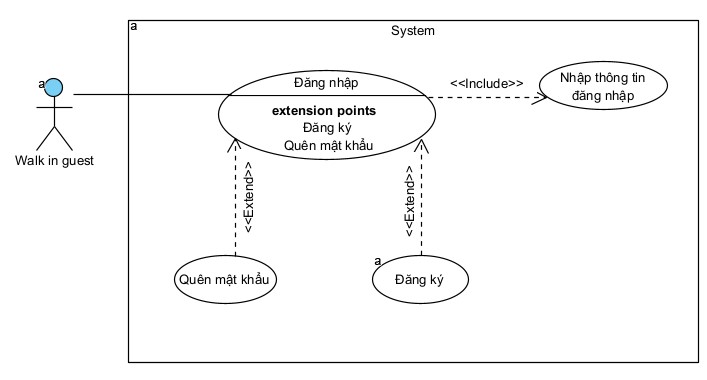 a
System
a
Walk in guest
Đăng nhập
extension points
Đăng ký
Quên mật khẩu
<<Include>>
Nhập thông tin
đăng nhập
<<Extend>>
<<Extend>>
Quên mật khẩu
a
Đăng ký